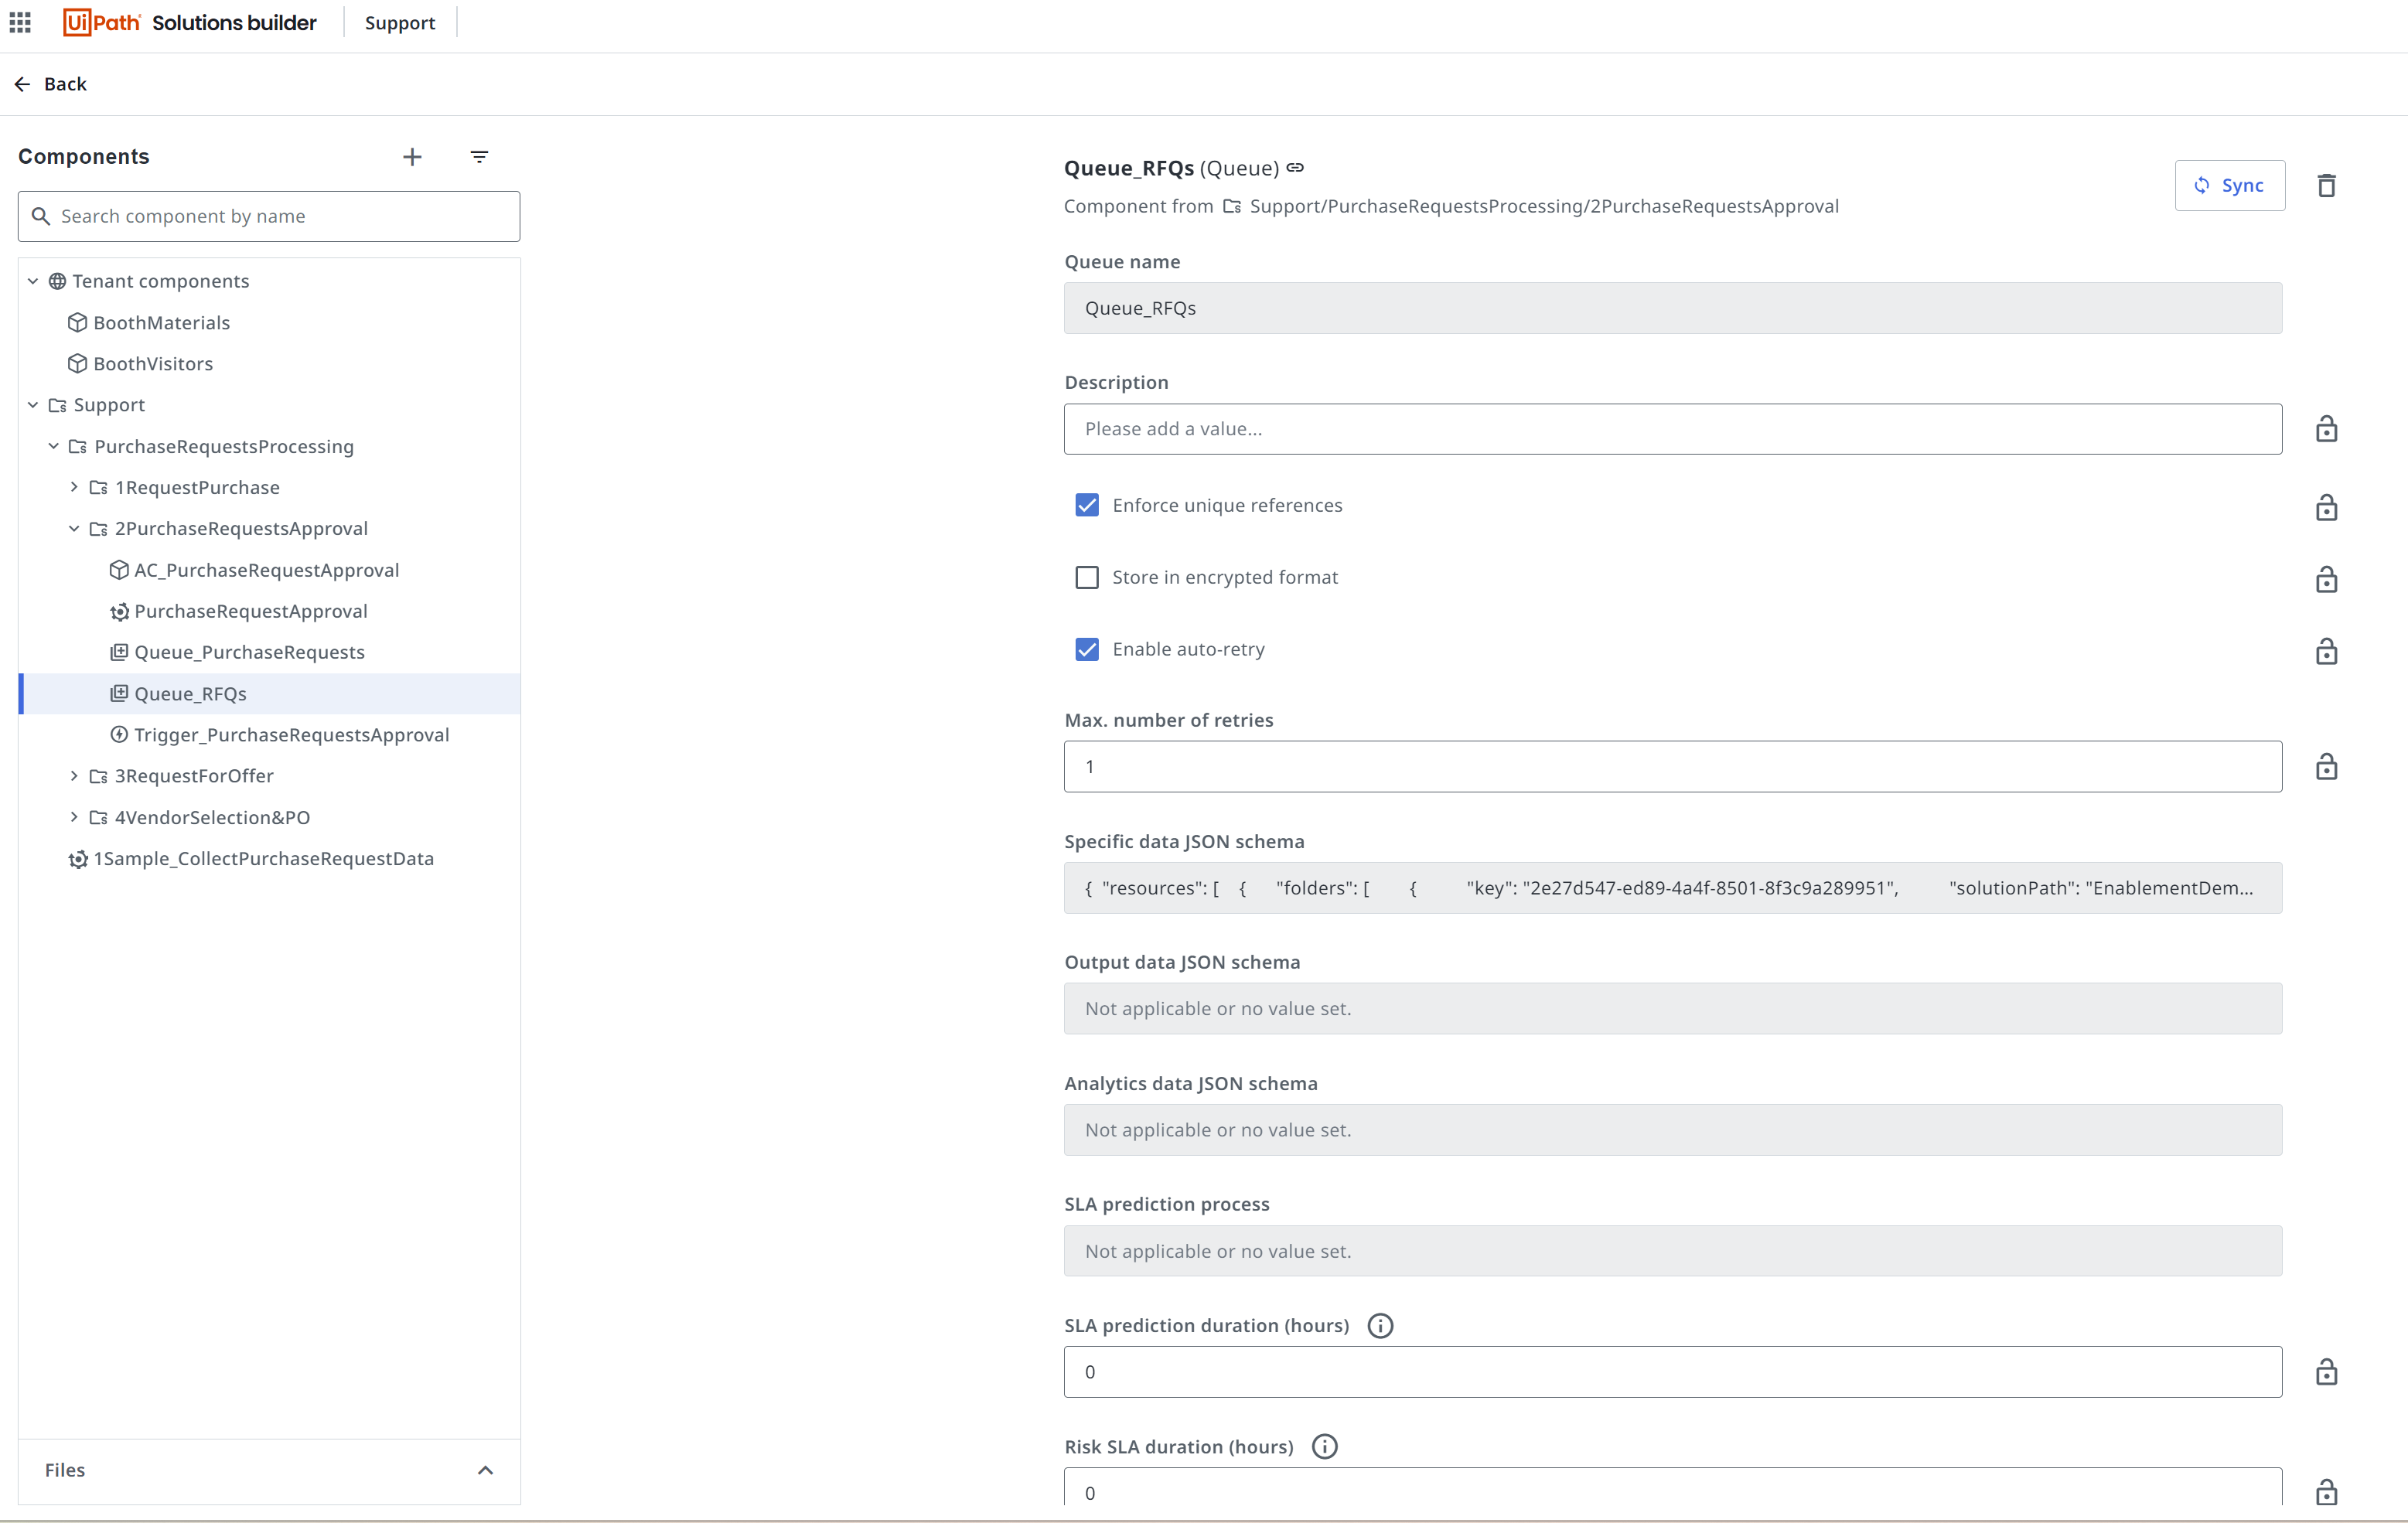 UiPath Solutions builder Support
Back
Components
Search component by name
Tenant components
BoothMaterials
BoothVisitors
Support
PurchaseRequestsProcessing
1RequestPurchase
2PurchaseRequestsApproval
AC_PurchaseRequestApproval
PurchaseRequestApproval
Queue_PurchaseRequests
Queue_RFQs
Trigger_PurchaseRequestsApproval
3RequestForOffer
4VendorSelection&PO
1Sample_CollectPurchaseRequestData
Files
Queue_RFQs (Queue)
Sync
Component from Support/PurchaseRequestsProcessing/2PurchaseRequestsApproval
Queue name
Queue_RFQs
Description
Please add a value...
Enforce unique references
Store in encrypted format
Enable auto-retry
Max. number of retries
1
Specific data JSON schema
{ "resources": [ { "folders": [ { "key": "2e27d547-ed89-4a4f-8501-8f3c9a289951", "solutionPath": "EnablementDem...
Output data JSON schema
Not applicable or no value set.
Analytics data JSON schema
Not applicable or no value set.
SLA prediction process
Not applicable or no value set.
SLA prediction duration (hours)
0
Risk SLA duration (hours)
0